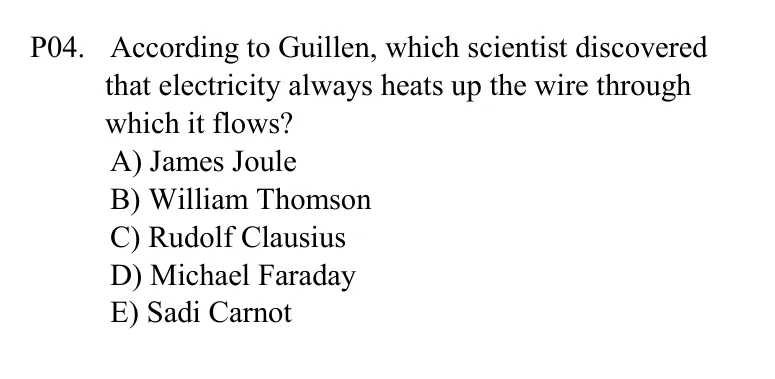 P04. According to Guillen, which scientist discovered
that electricity always heats up the wire through
which it flows?
A) James Joule
B) William Thomson
C) Rudolf Clausius
D) Michael Faraday
E) Sadi Carnot